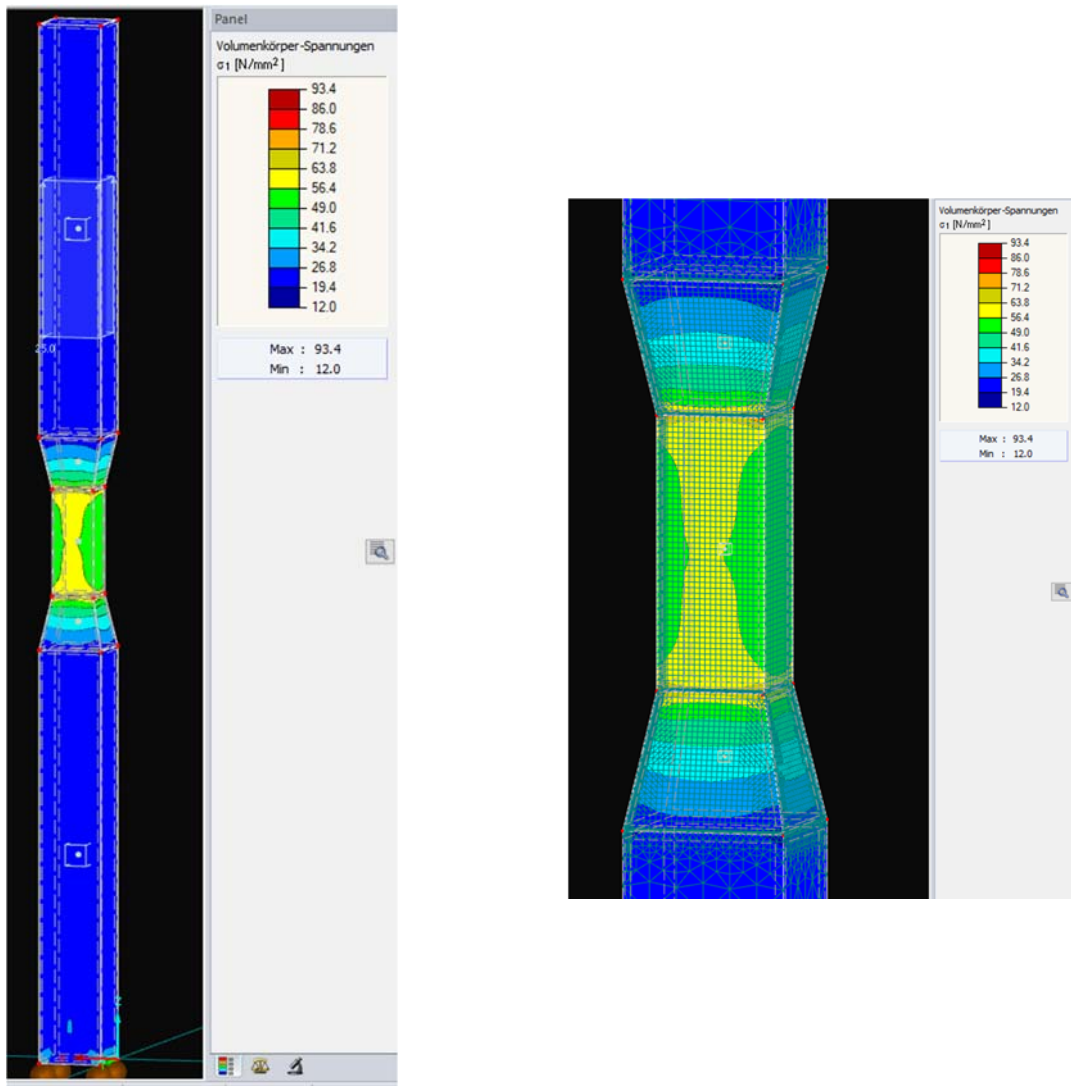 Panel
Volumenkörper-Spannungen
σ1 [N/mm²]
93.4
86.0
78.6
71.2
63.8
56.4
49.0
41.6
34.2
26.8
19.4
12.0
Max : 93.4
Min : 12.0
25.0
Z
Volumenkörper-Spannungen
σ1 [N/mm²]
93.4
86.0
78.6
71.2
63.8
56.4
49.0
41.6
34.2
26.8
19.4
12.0
Max : 93.4
Min : 12.0